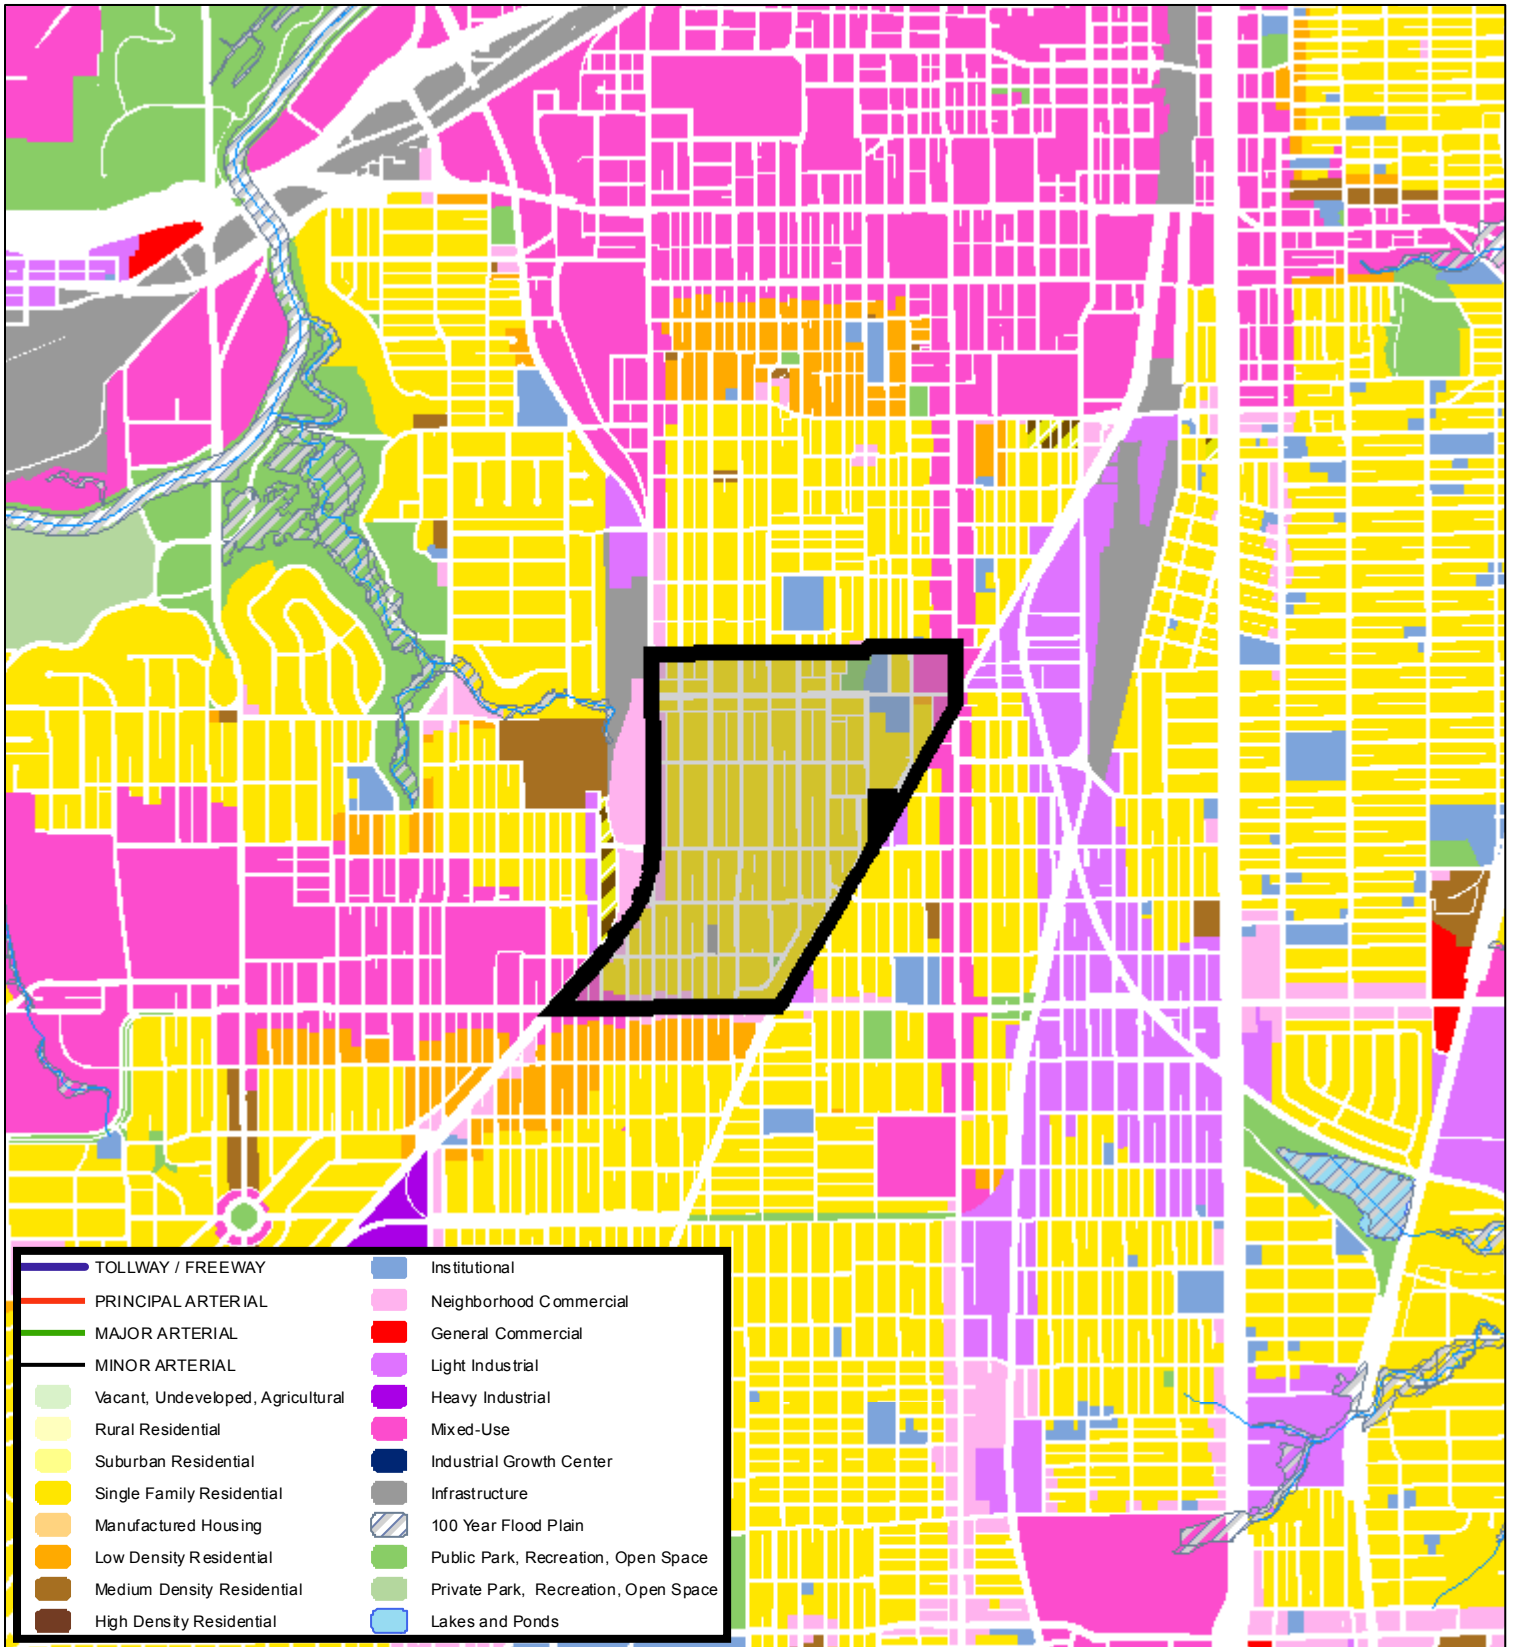 TOLLWAY / FREEWAY
PRINCIPAL ARTERIAL
MAJOR ARTERIAL
MINOR ARTERIAL
Vacant, Undeveloped, Agricultural
Rural Residential
Suburban Residential
Single Family Residential
Manufactured Housing
Low Density Residential
Medium Density Residential
High Density Residential
Institutional
Neighborhood Commercial
General Commercial
Light Industrial
Heavy Industrial
Mixed-Use
Industrial Growth Center
Infrastructure
100 Year Flood Plain
Public Park, Recreation, Open Space
Private Park, Recreation, Open Space
Lakes and Ponds